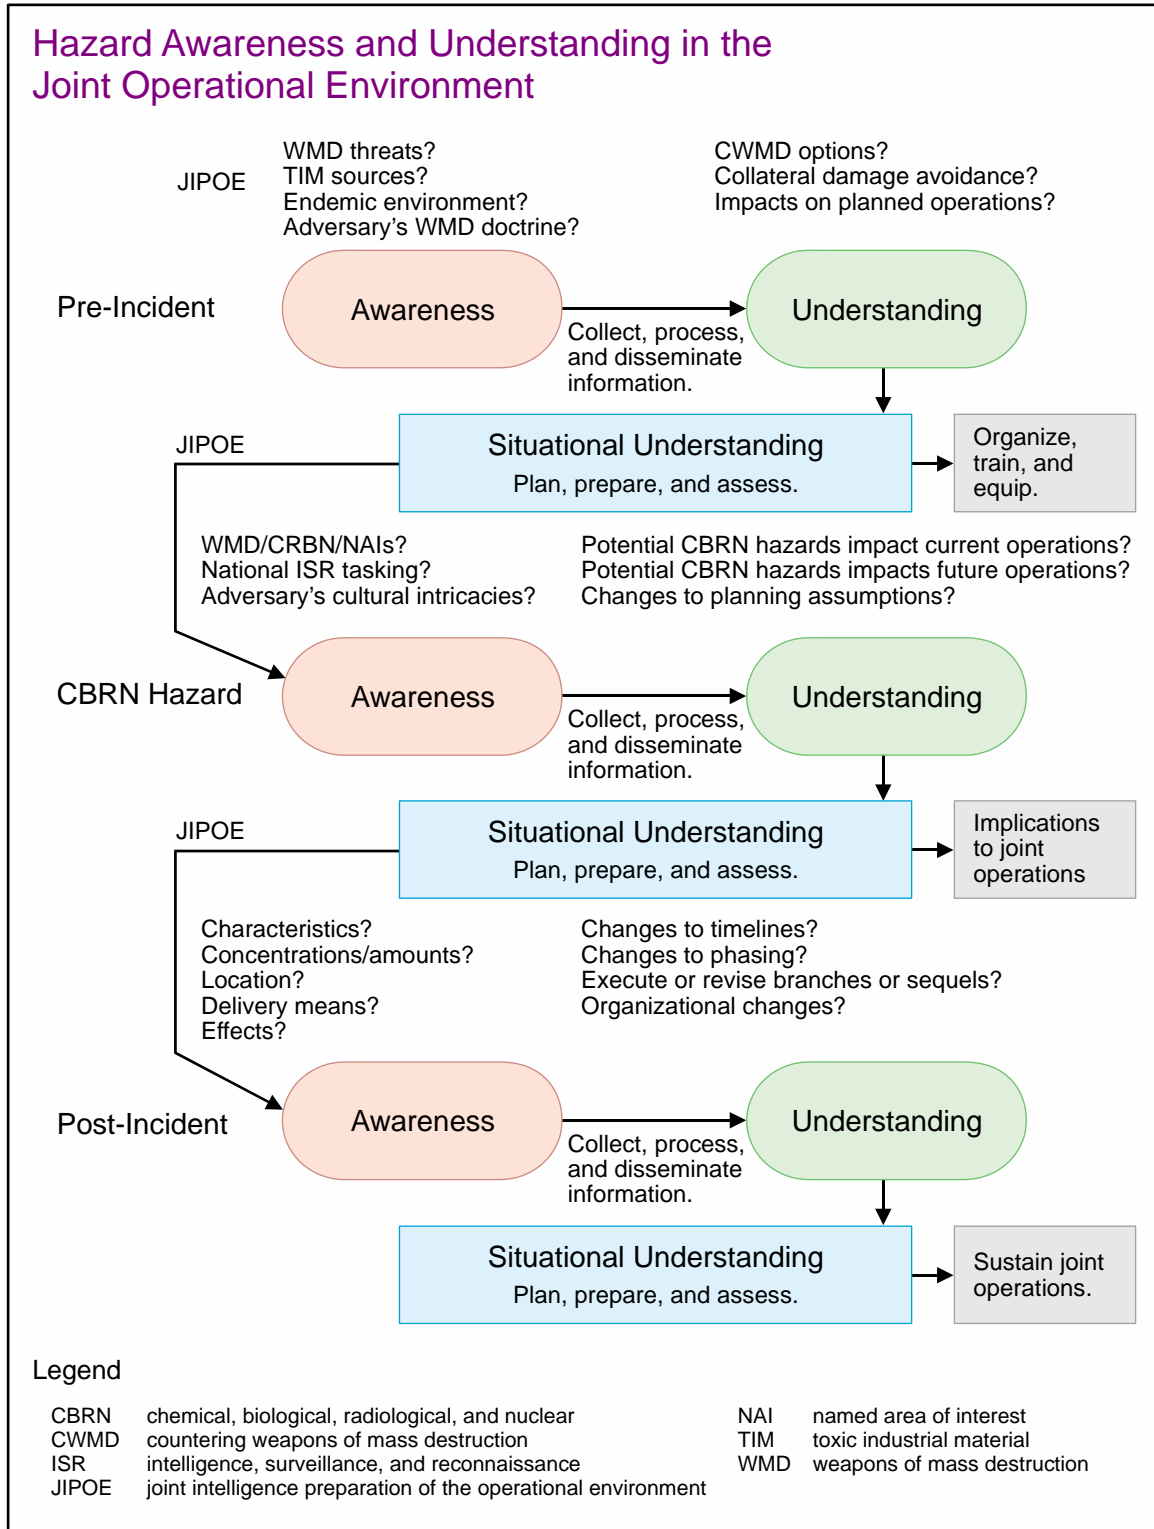 Hazard Awareness and Understanding in the
Joint Operational Environment
JIPOE
WMD threats?
TIM sources?
Endemic environment?
Adversary’s WMD doctrine?
CWMD options?
Collateral damage avoidance?
Impacts on planned operations?
Pre-Incident
Awareness
Collect, process,
and disseminate
information.
Understanding
JIPOE
Situational Understanding
Plan, prepare, and assess.
Organize,
train, and
equip.
WMD/CRBN/NAIs?
National ISR tasking?
Adversary’s cultural intricacies?
Potential CBRN hazards impact current operations?
Potential CBRN hazards impacts future operations?
Changes to planning assumptions?
CBRN Hazard
Awareness
Collect, process,
and disseminate
information.
Understanding
JIPOE
Situational Understanding
Plan, prepare, and assess.
Implications
to joint
operations
Characteristics?
Concentrations/amounts?
Location?
Delivery means?
Effects?
Changes to timelines?
Changes to phasing?
Execute or revise branches or sequels?
Organizational changes?
Post-Incident
Awareness
Collect, process,
and disseminate
information.
Understanding
Situational Understanding
Plan, prepare, and assess.
Sustain joint
operations.
Legend
CBRN chemical, biological, radiological, and nuclear
CWMD countering weapons of mass destruction
ISR intelligence, surveillance, and reconnaissance
JIPOE joint intelligence preparation of the operational environment
NAI named area of interest
TIM toxic industrial material
WMD weapons of mass destruction